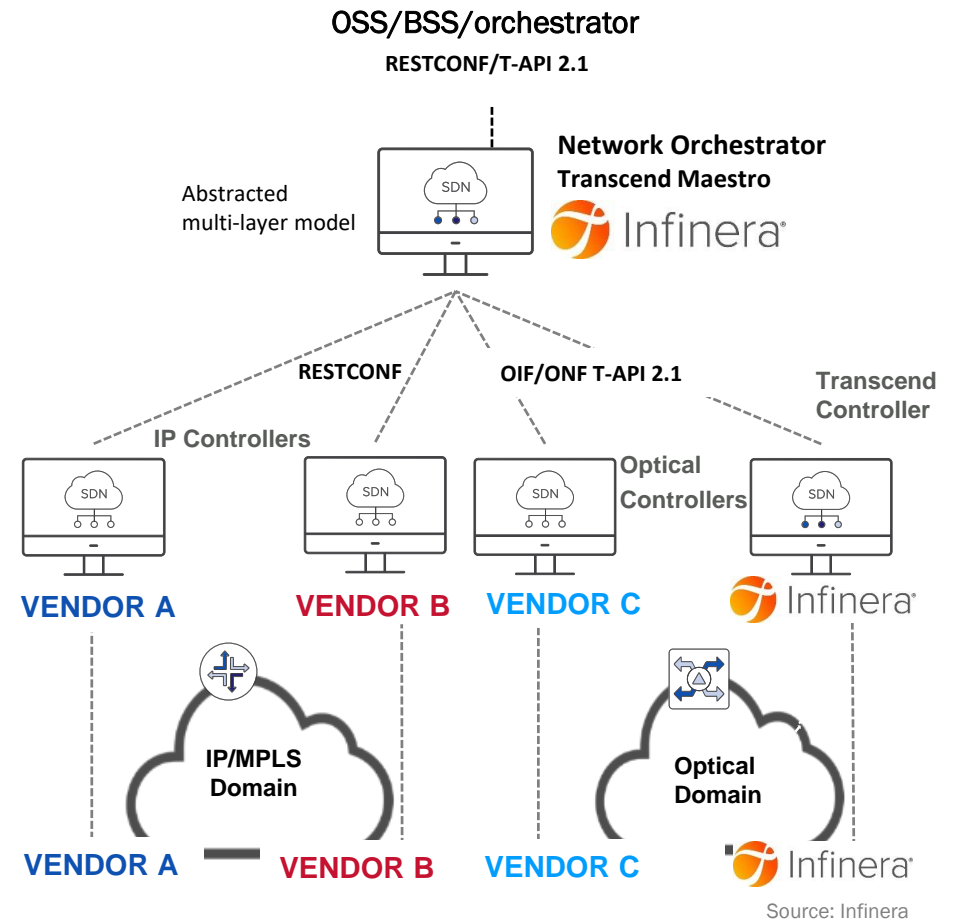 OSS/BSS/orchestrator
RESTCONF/T-API 2.1
Network Orchestrator
Transcend Maestro
Infinera®
SDN
Abstracted
multi-layer model
RESTCONF
OIF/ONF T-API 2.1
Transcend
Controller
IP Controllers
Optical
Controllers
SDN
SDN
SDN
SDN
VENDOR A
VENDOR B
VENDOR C
Infinera®
IP/MPLS
Domain
Optical
Domain
VENDOR A
VENDOR B
VENDOR C
Infinera®
Source: Infinera